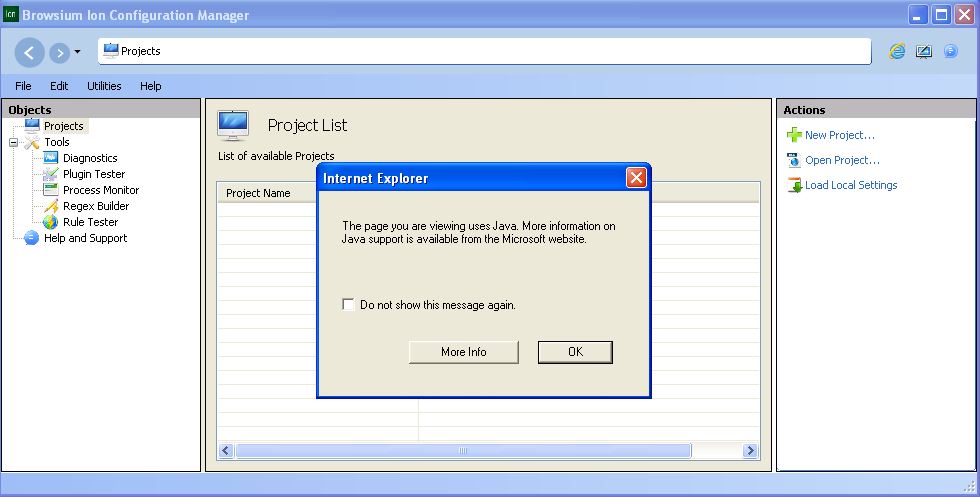 Ion Browsium Ion Configuration Manager
Projects
File Edit Utilities Help
Objects
Projects
Tools
Diagnostics
Plugin Tester
Process Monitor
Regex Builder
Rule Tester
Help and Support
Project List
List of available Projects
Project Name
Internet Explorer
The page you are viewing uses Java. More information on
Java support is available from the Microsoft website.
Do not show this message again.
More Info OK
Actions
New Project...
Open Project...
Load Local Settings